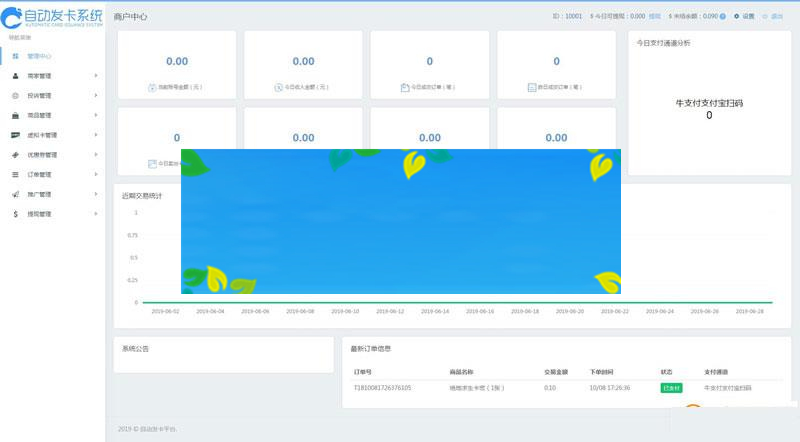 自动发卡系统
AUTOMATIC CARD ISSUANCE SYSTEM
商户中心
ID：10001
$ 今日可提现：0.000 提现
$ 未结余额：0.090
设置
退出
导航菜单
管理中心
商家管理
投诉管理
商品管理
虚拟卡管理
优惠券管理
订单管理
推广管理
提现管理
0.00
当前账号金额（元）
0.00
今日收入金额（元）
0
今日成交订单（笔）
0
昨日成交订单（笔）
今日支付通道分析
牛支付支付宝扫码
0
0
0.00
0.00
0.00
近期交易统计
1
0.75
0.5
0.25
0
2019-06-02 2019-06-04 2019-06-06 2019-06-08 2019-06-10 2019-06-12 2019-06-14 2019-06-16 2019-06-18 2019-06-20 2019-06-22 2019-06-24 2019-06-26 2019-06-28
系统公告
最新订单信息
订单号 商品名称 交易金额 下单时间 状态 支付通道
T1810081726376105 绝地求生卡密（1张） 0.10 10/08 17:26:36 已支付 牛支付支付宝扫码
2019 © 自动发卡平台.